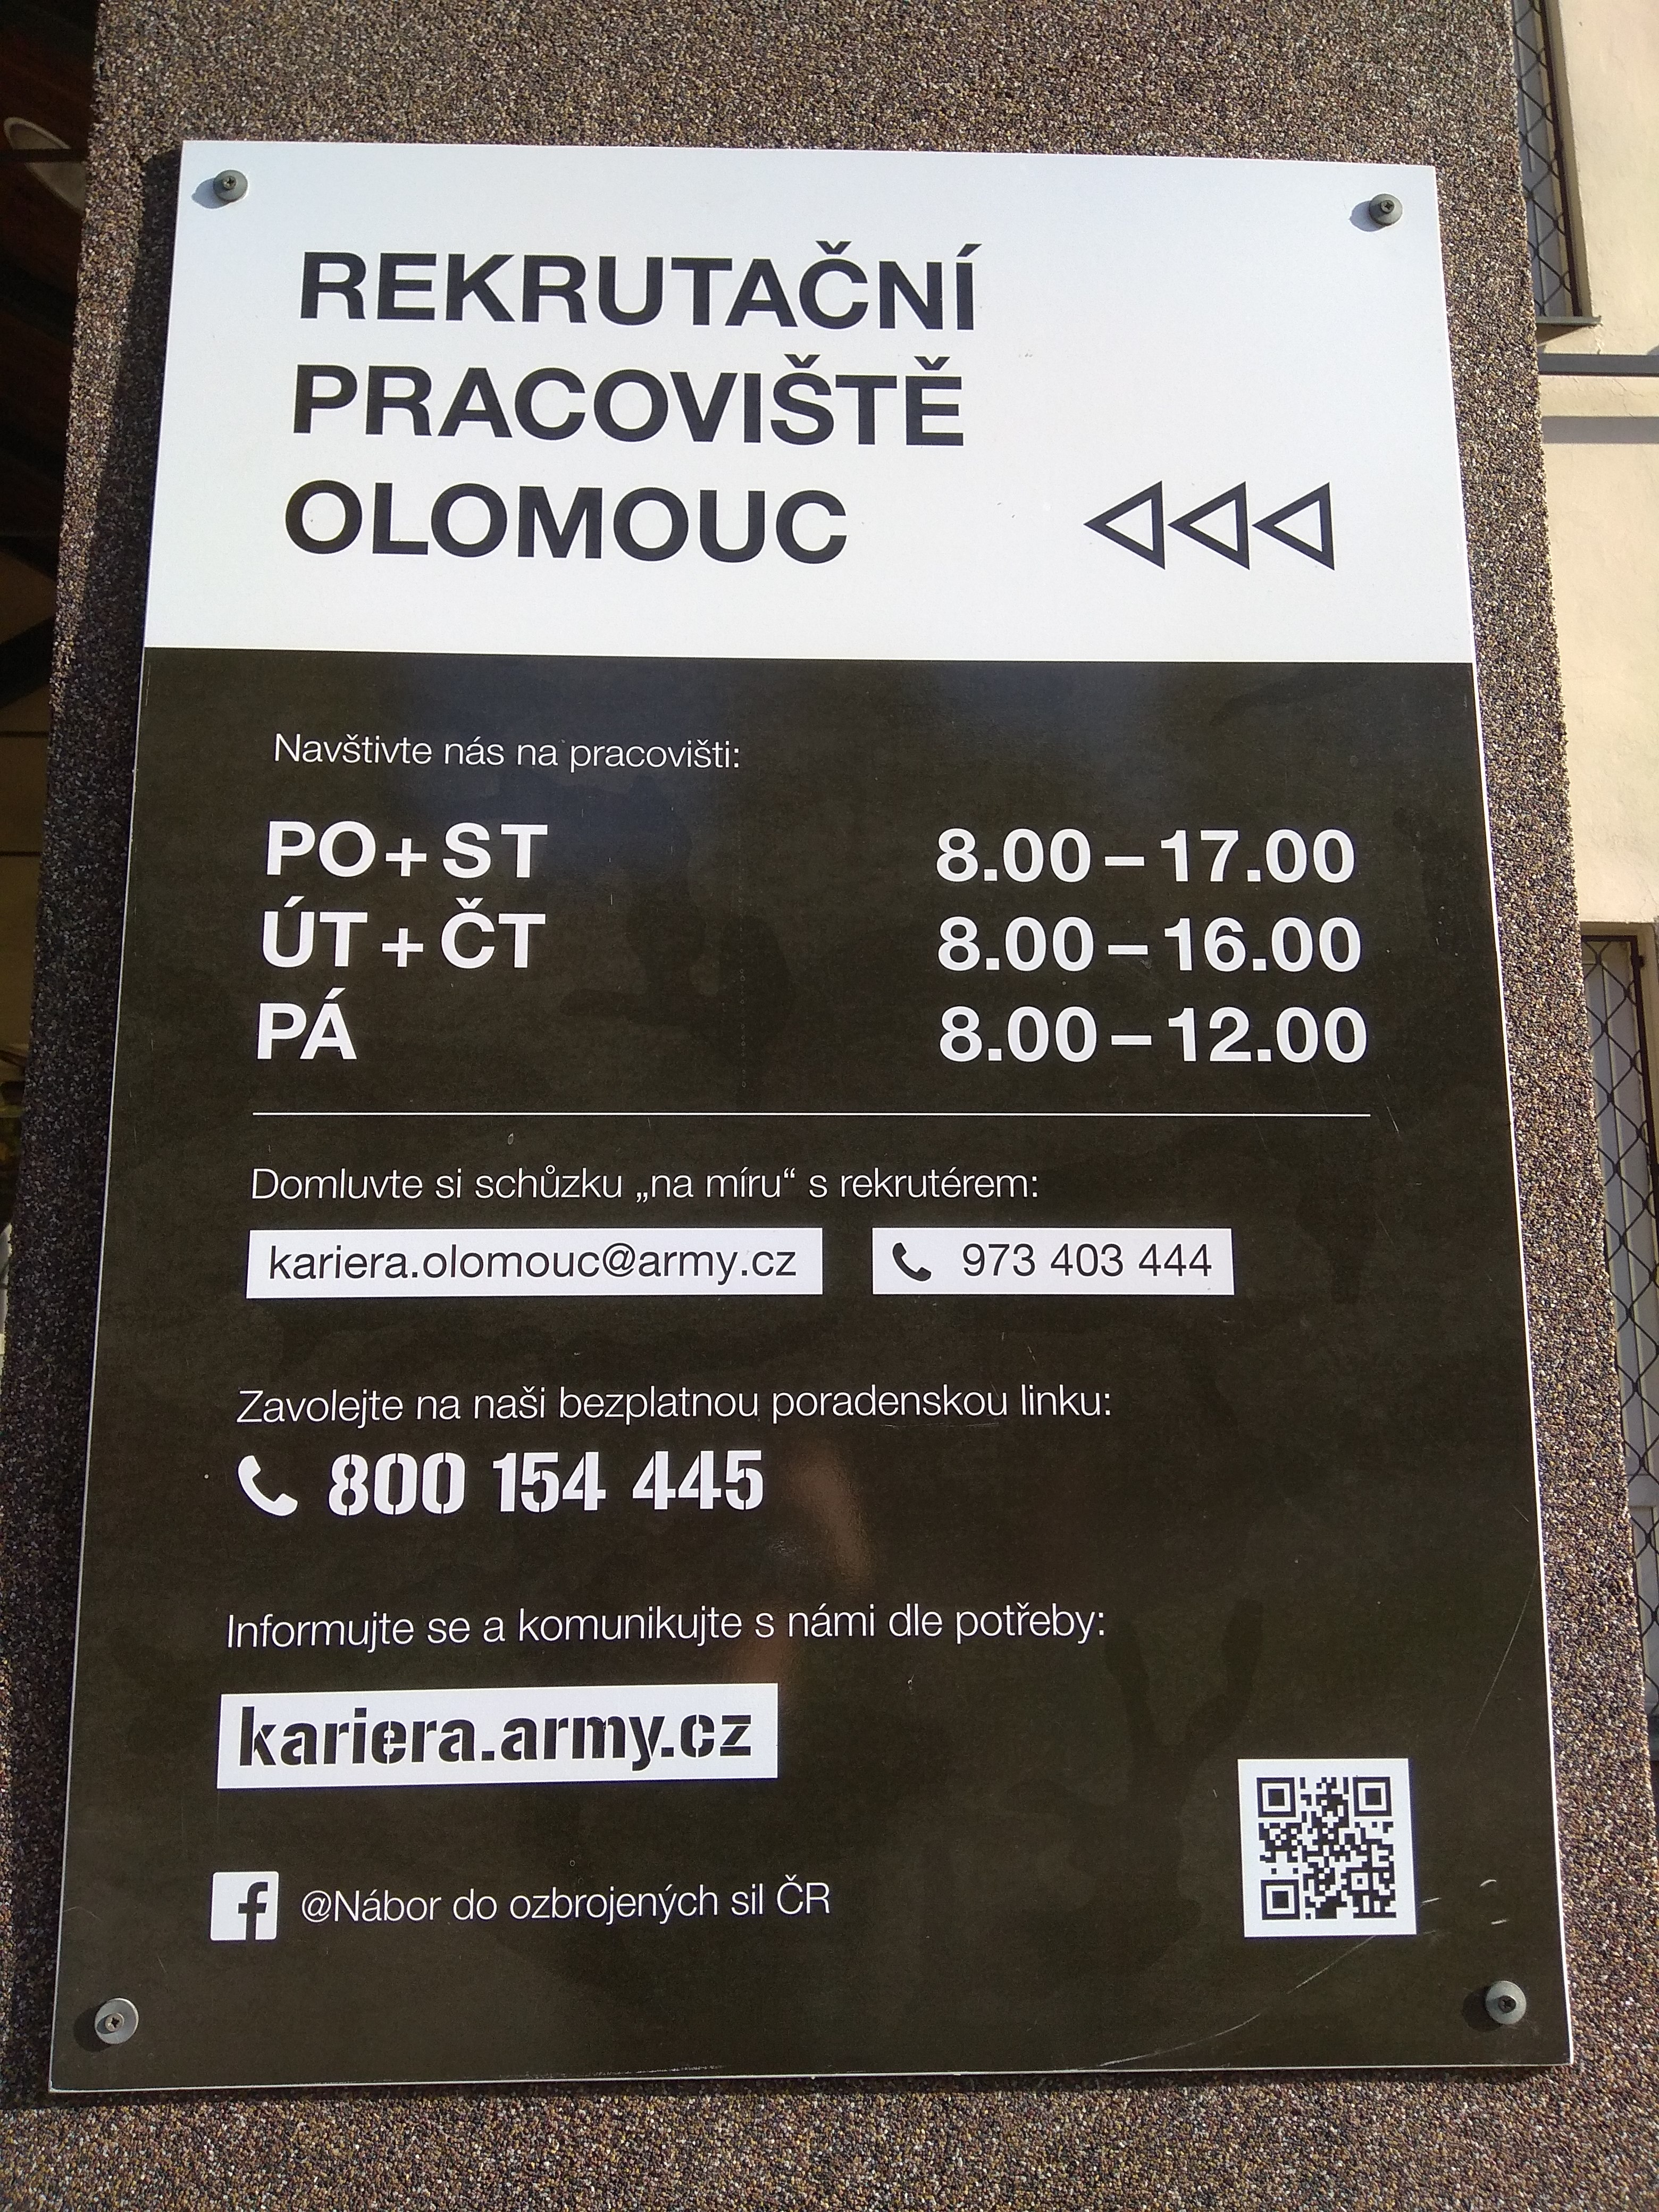 REKRUTAČNÍ
PRACOVIŠTĚ
OLOMOUC
Navštivte nás na pracovišti:
PO+ST 8.00–17.00
ÚT+ČT 8.00–16.00
PÁ 8.00–12.00
Domluvte si schůzku „na míru“ s rekrutérem:
kariera.olomouc@army.cz 973 403 444
Zavolejte na naši bezplatnou poradenskou linku:
800 154 445
Informujte se a komunikujte s námi dle potřeby:
kariera.army.cz
@Nábor do ozbrojených sil ČR